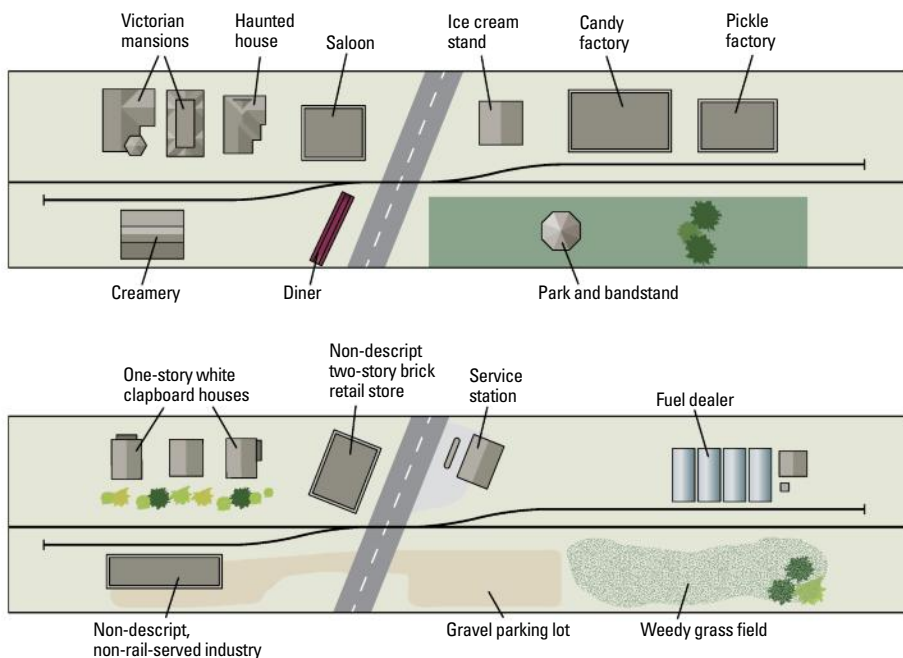 Victorian
mansions
Haunted
house
Saloon
Ice cream
stand
Candy
factory
Pickle
factory
Creamery
Diner
Park and bandstand
One-story white
clapboard houses
Non-descript
two-story brick
retail store
Service
station
Fuel dealer
Non-descript,
non-rail-served industry
Gravel parking lot
Weedy grass field